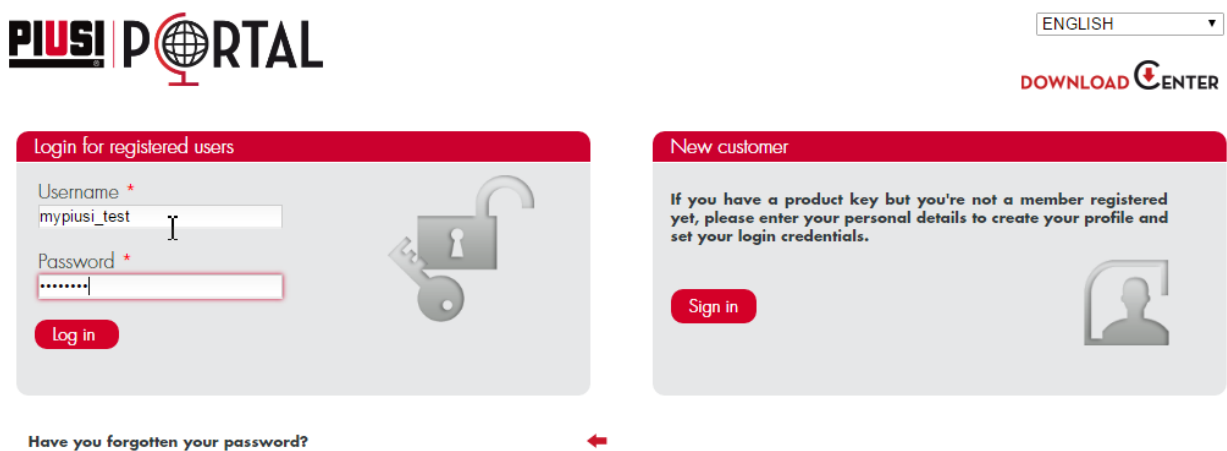 PIUSI PORTAL
ENGLISH
DOWNLOAD CENTER
Login for registered users
Username *
mypiusi_test
Password *
••••••••
Log in
New customer
If you have a product key but you're not a member registered
yet, please enter your personal details to create your profile and
set your login credentials.
Sign in
Have you forgotten your password?